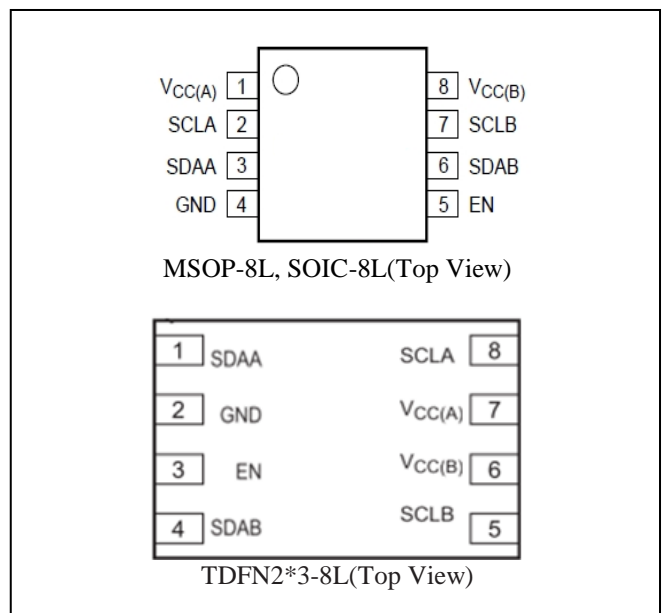 VCC(A) 1 8 VCC(B)
SCLA 2 7 SCLB
SDAA 3 6 SDAB
GND 4 5 EN
MSOP-8L, SOIC-8L(Top View)
1 SDAA SCLA 8
2 GND VCC(A) 7
3 EN VCC(B) 6
4 SDAB SCLB 5
TDFN2*3-8L(Top View)